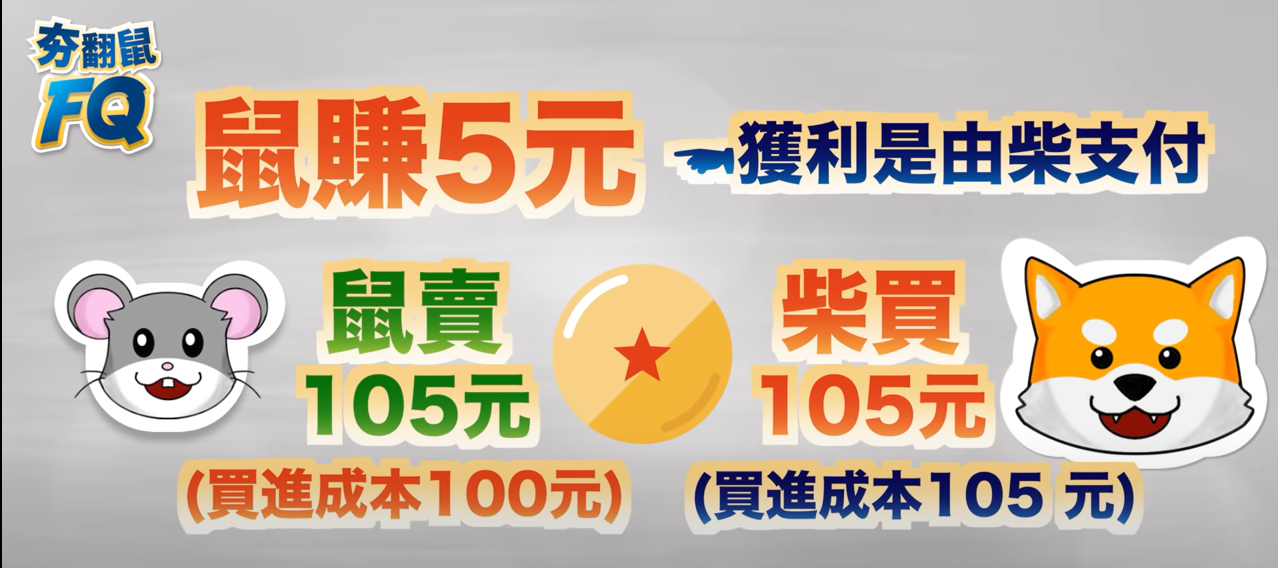 夯翻鼠
FQ
鼠賺5元
獲利是由柴支付
鼠賣
105元
(買進成本100元)
柴買
105元
(買進成本105 元)